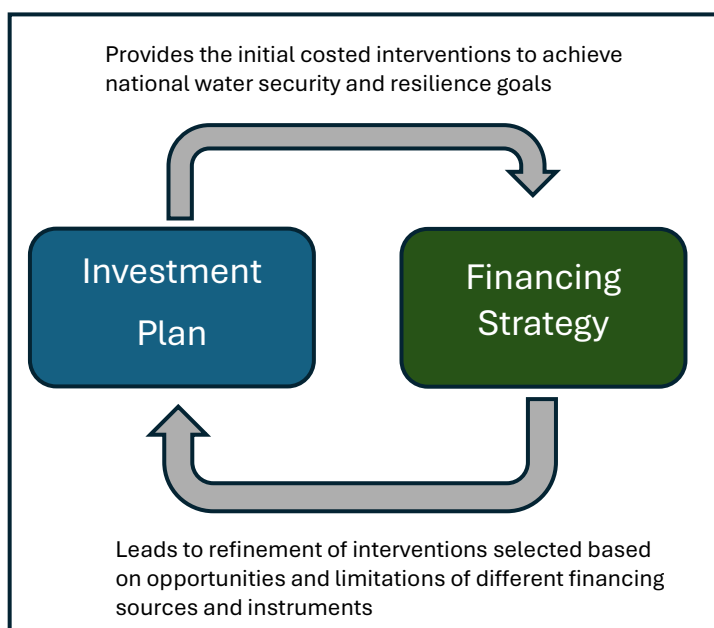 Provides the initial costed interventions to achieve
national water security and resilience goals
Investment
Plan
Financing
Strategy
Leads to refinement of interventions selected based
on opportunities and limitations of different financing
sources and instruments